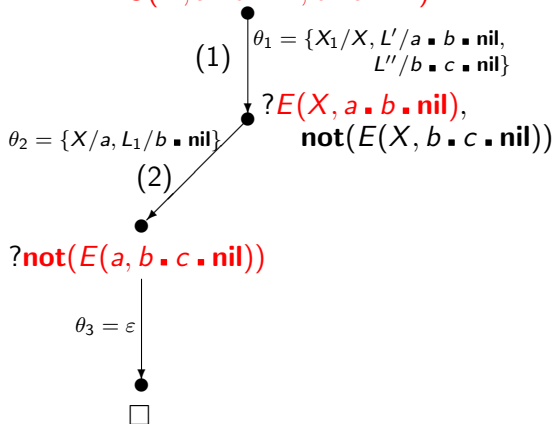 θ₁ = {X₁/X, L′/a ▪ b ▪ nil,
(1)
L″/b ▪ c ▪ nil}
?E(X, a ▪ b ▪ nil),
θ₂ = {X/a, L₁/b ▪ nil}
not(E(X, b ▪ c ▪ nil))
(2)
?not(E(a, b ▪ c ▪ nil))
θ₃ = ε
□